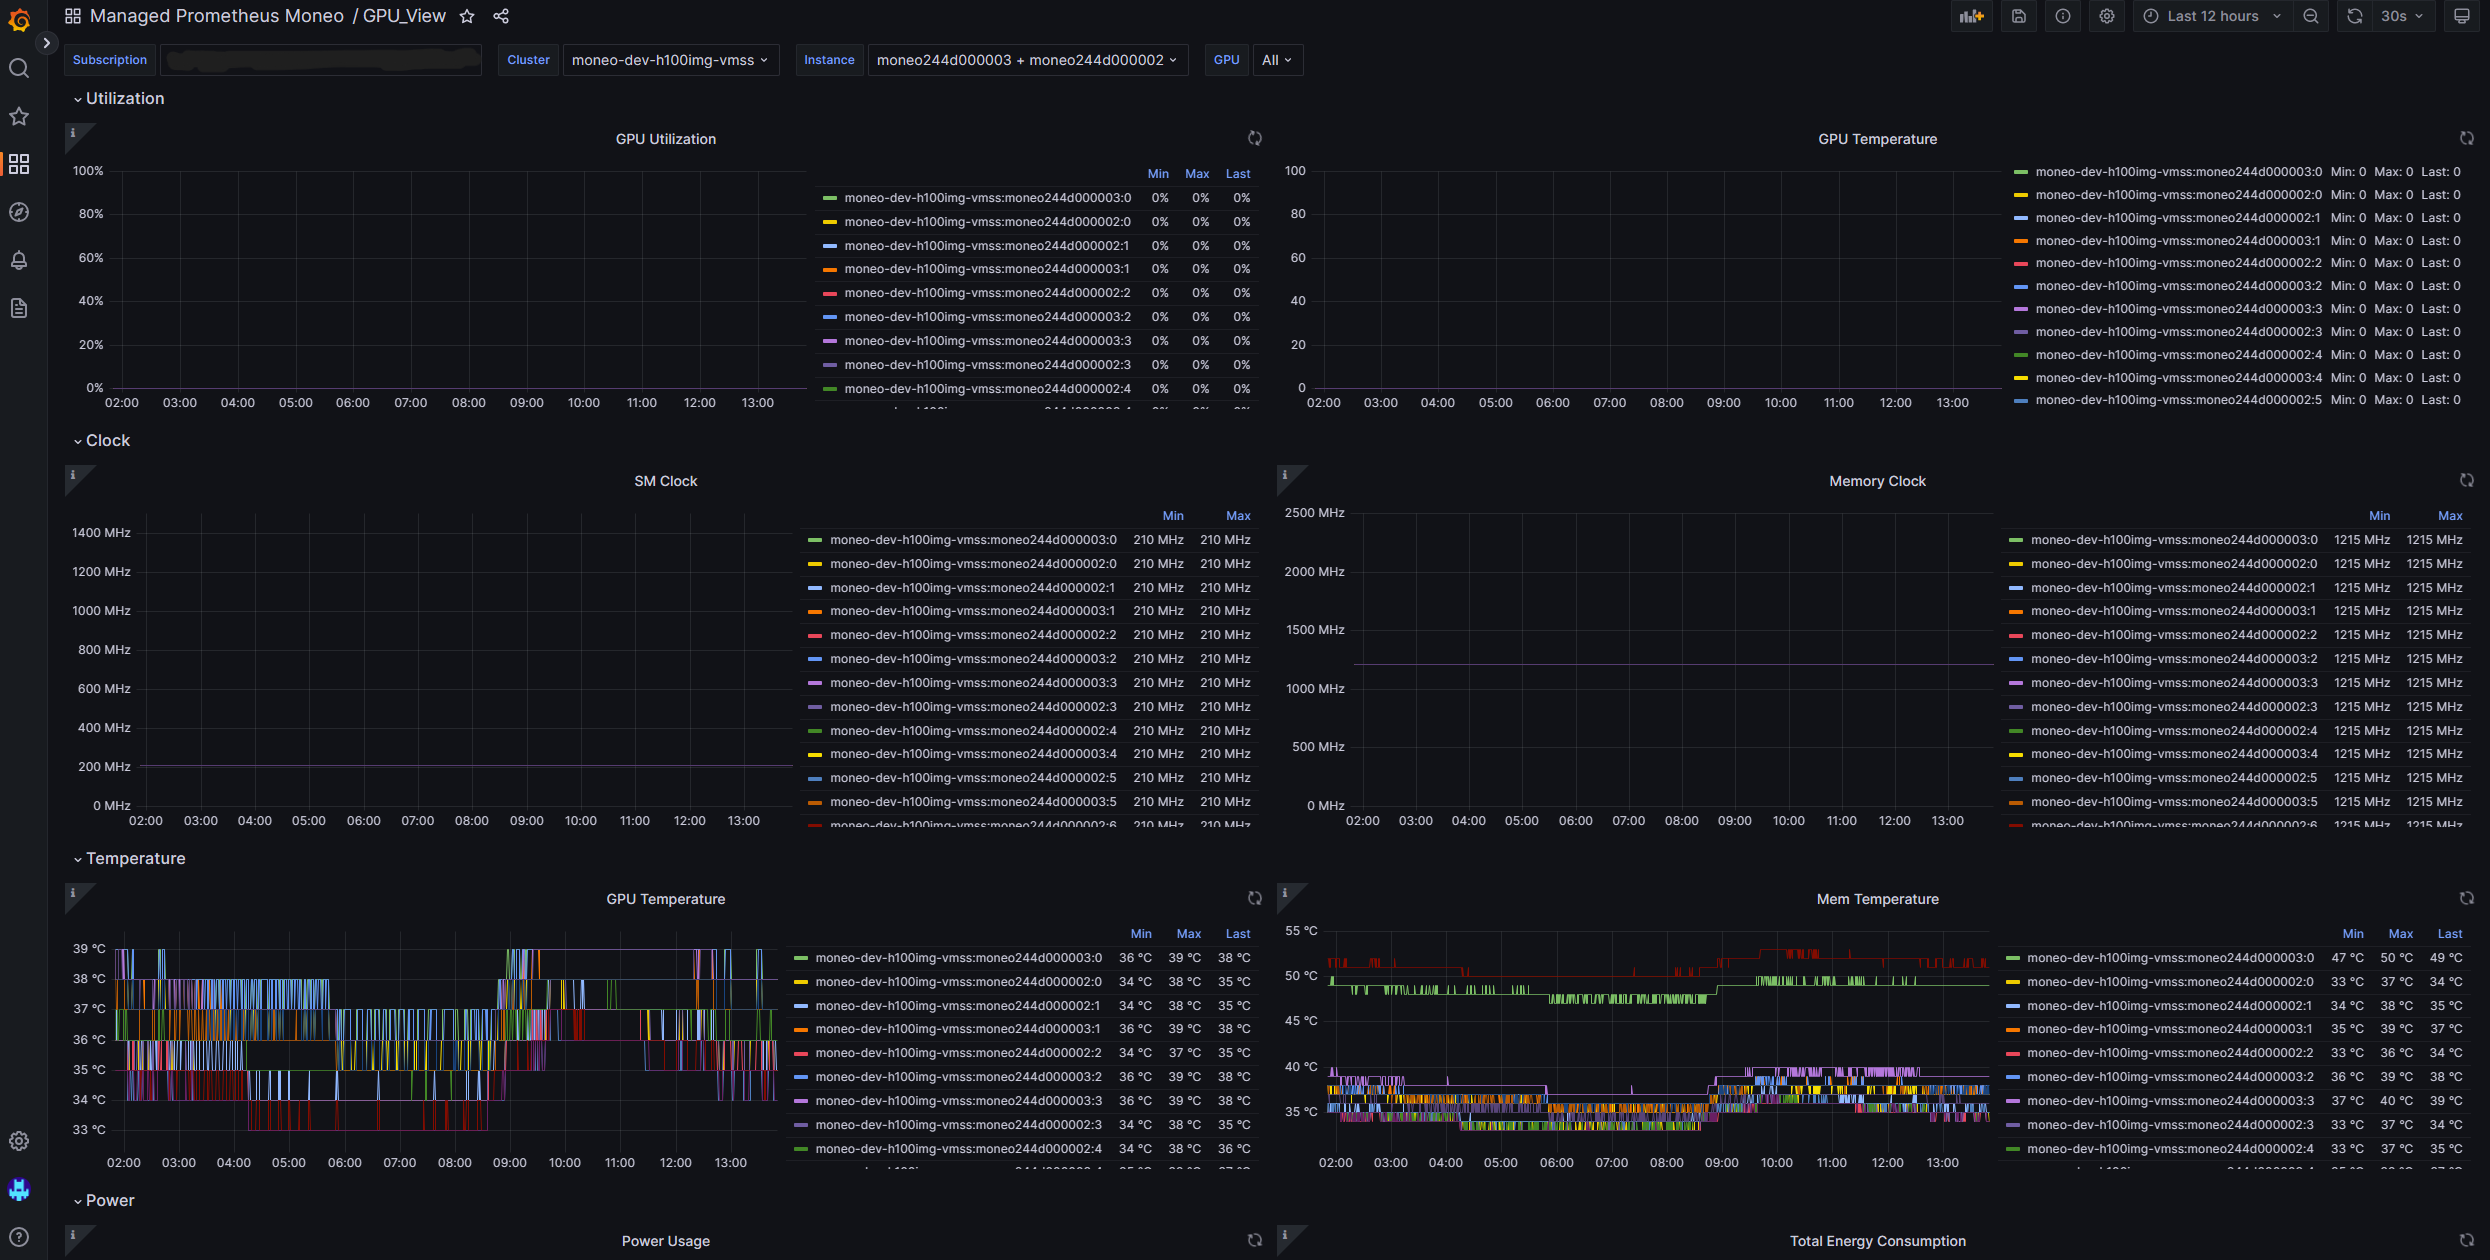 Managed Prometheus Moneo / GPU_View
Last 12 hours
30s
Subscription
Cluster moneo-dev-h100img-vmss
Instance moneo244d000003 + moneo244d000002
GPU All
Utilization
GPU Utilization
100%
80%
60%
40%
20%
0%
02:00 03:00 04:00 05:00 06:00 07:00 08:00 09:00 10:00 11:00 12:00 13:00
Min Max Last
moneo-dev-h100img-vmss:moneo244d000003:0 0% 0% 0%
moneo-dev-h100img-vmss:moneo244d000002:0 0% 0% 0%
moneo-dev-h100img-vmss:moneo244d000002:1 0% 0% 0%
moneo-dev-h100img-vmss:moneo244d000003:1 0% 0% 0%
moneo-dev-h100img-vmss:moneo244d000002:2 0% 0% 0%
moneo-dev-h100img-vmss:moneo244d000003:2 0% 0% 0%
moneo-dev-h100img-vmss:moneo244d000003:3 0% 0% 0%
moneo-dev-h100img-vmss:moneo244d000002:3 0% 0% 0%
moneo-dev-h100img-vmss:moneo244d000002:4 0% 0% 0%
GPU Temperature
100
80
60
40
20
0
02:00 03:00 04:00 05:00 06:00 07:00 08:00 09:00 10:00 11:00 12:00 13:00
moneo-dev-h100img-vmss:moneo244d000003:0 Min: 0 Max: 0 Last: 0
moneo-dev-h100img-vmss:moneo244d000002:0 Min: 0 Max: 0 Last: 0
moneo-dev-h100img-vmss:moneo244d000002:1 Min: 0 Max: 0 Last: 0
moneo-dev-h100img-vmss:moneo244d000003:1 Min: 0 Max: 0 Last: 0
moneo-dev-h100img-vmss:moneo244d000002:2 Min: 0 Max: 0 Last: 0
moneo-dev-h100img-vmss:moneo244d000003:2 Min: 0 Max: 0 Last: 0
moneo-dev-h100img-vmss:moneo244d000003:3 Min: 0 Max: 0 Last: 0
moneo-dev-h100img-vmss:moneo244d000002:3 Min: 0 Max: 0 Last: 0
moneo-dev-h100img-vmss:moneo244d000002:4 Min: 0 Max: 0 Last: 0
moneo-dev-h100img-vmss:moneo244d000003:4 Min: 0 Max: 0 Last: 0
moneo-dev-h100img-vmss:moneo244d000002:5 Min: 0 Max: 0 Last: 0
Clock
SM Clock
1400 MHz
1200 MHz
1000 MHz
800 MHz
600 MHz
400 MHz
200 MHz
0 MHz
02:00 03:00 04:00 05:00 06:00 07:00 08:00 09:00 10:00 11:00 12:00 13:00
Min Max
moneo-dev-h100img-vmss:moneo244d000003:0 210 MHz 210 MHz
moneo-dev-h100img-vmss:moneo244d000002:0 210 MHz 210 MHz
moneo-dev-h100img-vmss:moneo244d000002:1 210 MHz 210 MHz
moneo-dev-h100img-vmss:moneo244d000003:1 210 MHz 210 MHz
moneo-dev-h100img-vmss:moneo244d000002:2 210 MHz 210 MHz
moneo-dev-h100img-vmss:moneo244d000003:2 210 MHz 210 MHz
moneo-dev-h100img-vmss:moneo244d000003:3 210 MHz 210 MHz
moneo-dev-h100img-vmss:moneo244d000002:3 210 MHz 210 MHz
moneo-dev-h100img-vmss:moneo244d000002:4 210 MHz 210 MHz
moneo-dev-h100img-vmss:moneo244d000003:4 210 MHz 210 MHz
moneo-dev-h100img-vmss:moneo244d000002:5 210 MHz 210 MHz
moneo-dev-h100img-vmss:moneo244d000003:5 210 MHz 210 MHz
moneo-dev-h100img-vmss:moneo244d000002:6 210 MHz 210 MHz
Memory Clock
2500 MHz
2000 MHz
1500 MHz
1000 MHz
500 MHz
0 MHz
02:00 03:00 04:00 05:00 06:00 07:00 08:00 09:00 10:00 11:00 12:00 13:00
Min Max
moneo-dev-h100img-vmss:moneo244d000003:0 1215 MHz 1215 MHz
moneo-dev-h100img-vmss:moneo244d000002:0 1215 MHz 1215 MHz
moneo-dev-h100img-vmss:moneo244d000002:1 1215 MHz 1215 MHz
moneo-dev-h100img-vmss:moneo244d000003:1 1215 MHz 1215 MHz
moneo-dev-h100img-vmss:moneo244d000002:2 1215 MHz 1215 MHz
moneo-dev-h100img-vmss:moneo244d000003:2 1215 MHz 1215 MHz
moneo-dev-h100img-vmss:moneo244d000003:3 1215 MHz 1215 MHz
moneo-dev-h100img-vmss:moneo244d000002:3 1215 MHz 1215 MHz
moneo-dev-h100img-vmss:moneo244d000002:4 1215 MHz 1215 MHz
moneo-dev-h100img-vmss:moneo244d000003:4 1215 MHz 1215 MHz
moneo-dev-h100img-vmss:moneo244d000002:5 1215 MHz 1215 MHz
moneo-dev-h100img-vmss:moneo244d000003:5 1215 MHz 1215 MHz
moneo-dev-h100img-vmss:moneo244d000002:6 1215 MHz 1215 MHz
Temperature
GPU Temperature
39 °C
38 °C
37 °C
36 °C
35 °C
34 °C
33 °C
02:00 03:00 04:00 05:00 06:00 07:00 08:00 09:00 10:00 11:00 12:00 13:00
Min Max Last
moneo-dev-h100img-vmss:moneo244d000003:0 36 °C 39 °C 38 °C
moneo-dev-h100img-vmss:moneo244d000002:0 34 °C 38 °C 35 °C
moneo-dev-h100img-vmss:moneo244d000002:1 34 °C 38 °C 35 °C
moneo-dev-h100img-vmss:moneo244d000003:1 36 °C 39 °C 38 °C
moneo-dev-h100img-vmss:moneo244d000002:2 34 °C 37 °C 35 °C
moneo-dev-h100img-vmss:moneo244d000003:2 36 °C 39 °C 38 °C
moneo-dev-h100img-vmss:moneo244d000003:3 36 °C 39 °C 38 °C
moneo-dev-h100img-vmss:moneo244d000002:3 34 °C 38 °C 35 °C
moneo-dev-h100img-vmss:moneo244d000002:4 34 °C 38 °C 36 °C
Mem Temperature
55 °C
50 °C
45 °C
40 °C
35 °C
02:00 03:00 04:00 05:00 06:00 07:00 08:00 09:00 10:00 11:00 12:00 13:00
Min Max Last
moneo-dev-h100img-vmss:moneo244d000003:0 47 °C 50 °C 49 °C
moneo-dev-h100img-vmss:moneo244d000002:0 33 °C 37 °C 34 °C
moneo-dev-h100img-vmss:moneo244d000002:1 34 °C 38 °C 35 °C
moneo-dev-h100img-vmss:moneo244d000003:1 35 °C 39 °C 37 °C
moneo-dev-h100img-vmss:moneo244d000002:2 33 °C 36 °C 34 °C
moneo-dev-h100img-vmss:moneo244d000003:2 36 °C 39 °C 38 °C
moneo-dev-h100img-vmss:moneo244d000003:3 37 °C 40 °C 39 °C
moneo-dev-h100img-vmss:moneo244d000002:3 33 °C 37 °C 34 °C
moneo-dev-h100img-vmss:moneo244d000002:4 33 °C 37 °C 35 °C
Power
Power Usage
Total Energy Consumption